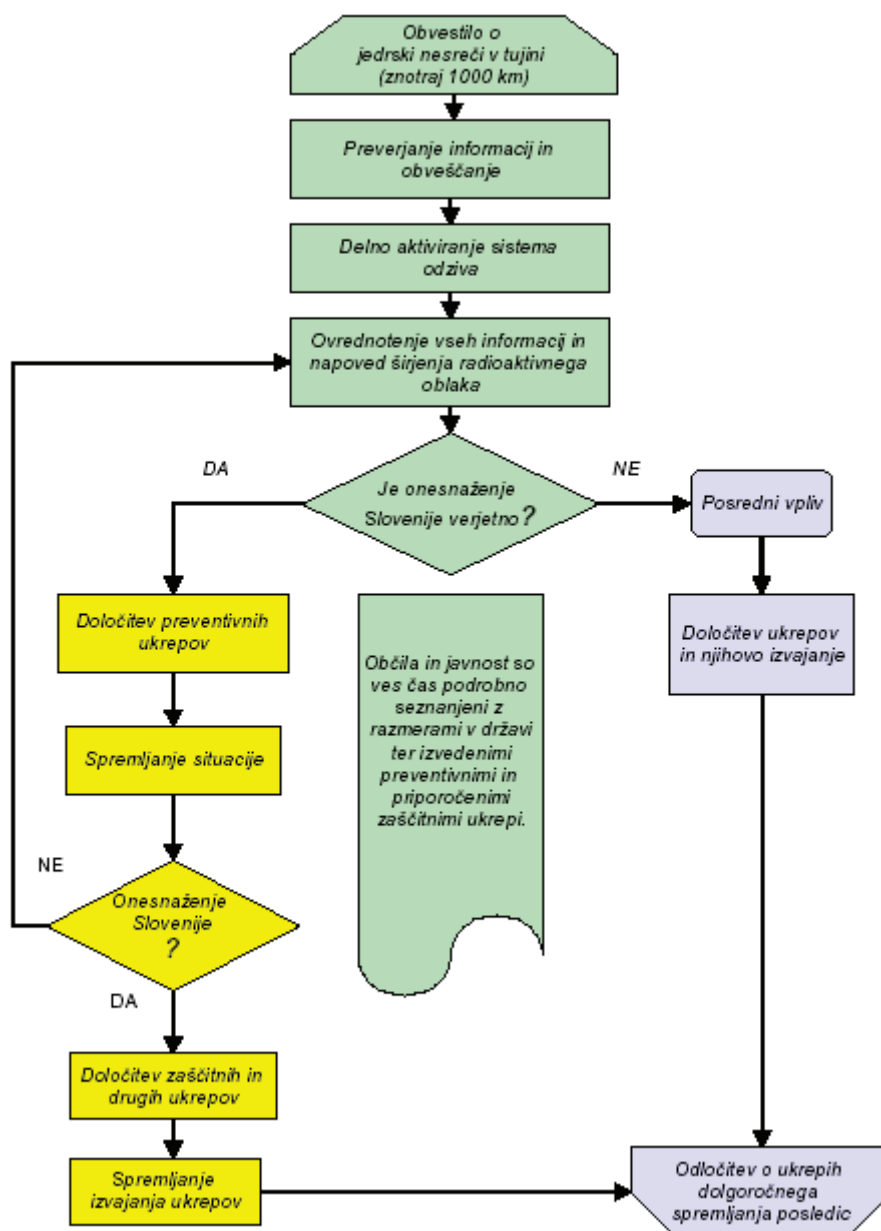 Obvestilo o
jedrski nesreči v tujini
(znotraj 1000 km)
Preverjanje informacij in
obveščanje
Delno aktiviranje sistema
odziva
Ovrednotenje vseh informacij in
napoved širjenja radioaktivnega
oblaka
DA
NE
Je onesnaženje
Slovenije verjetno?
Posredni vpliv
Določitev preventivnih
ukrepov
Občila in javnost so
ves čas podrobno
seznanjeni z
razmerami v državi
ter izvedenimi
preventivnimi in
priporočenimi
zaščitnimi ukrepi.
Določitev ukrepov
in njihovo izvajanje
Spremljanje situacije
NE
Onesnaženje
Slovenije
?
DA
Določitev zaščitnih in
drugih ukrepov
Spremljanje
izvajanja ukrepov
Odločitev o ukrepih
dolgoročnega
spremljanja posledic